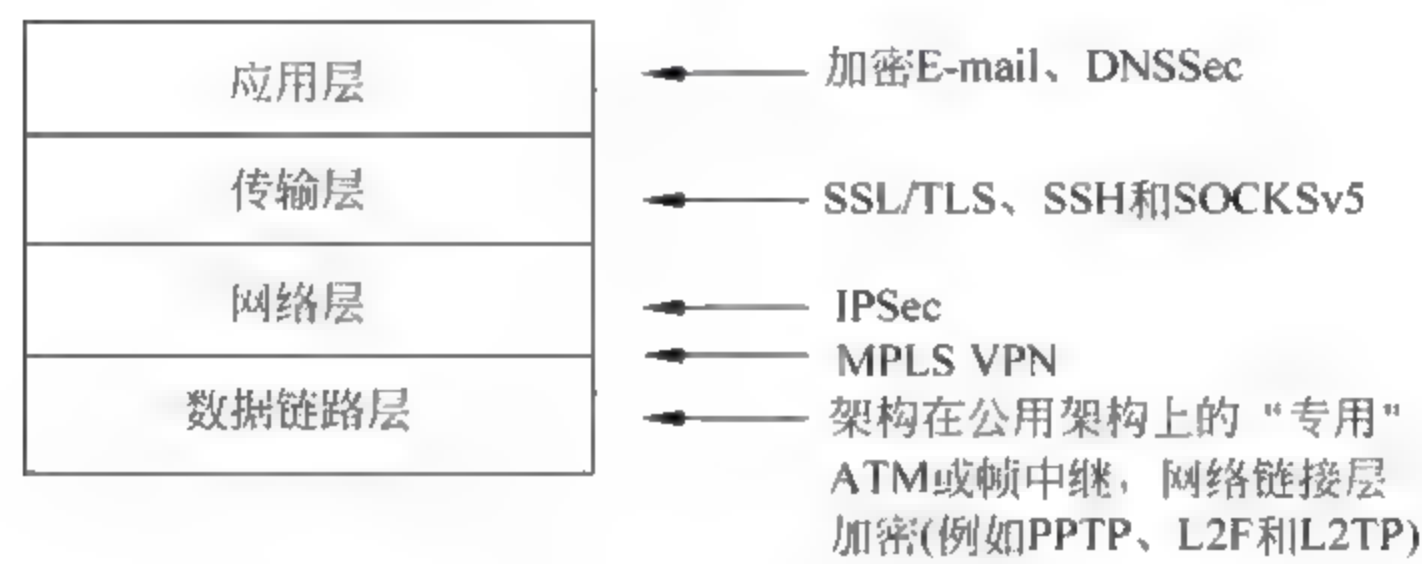 应用层
加密E-mail、DNSSec
传输层
SSL/TLS、SSH和SOCKSv5
网络层
IPSec
MPLS VPN
数据链路层
架构在公用架构上的"专用"
ATM或帧中继，网络链接层
加密(例如PPTP、L2F和L2TP)